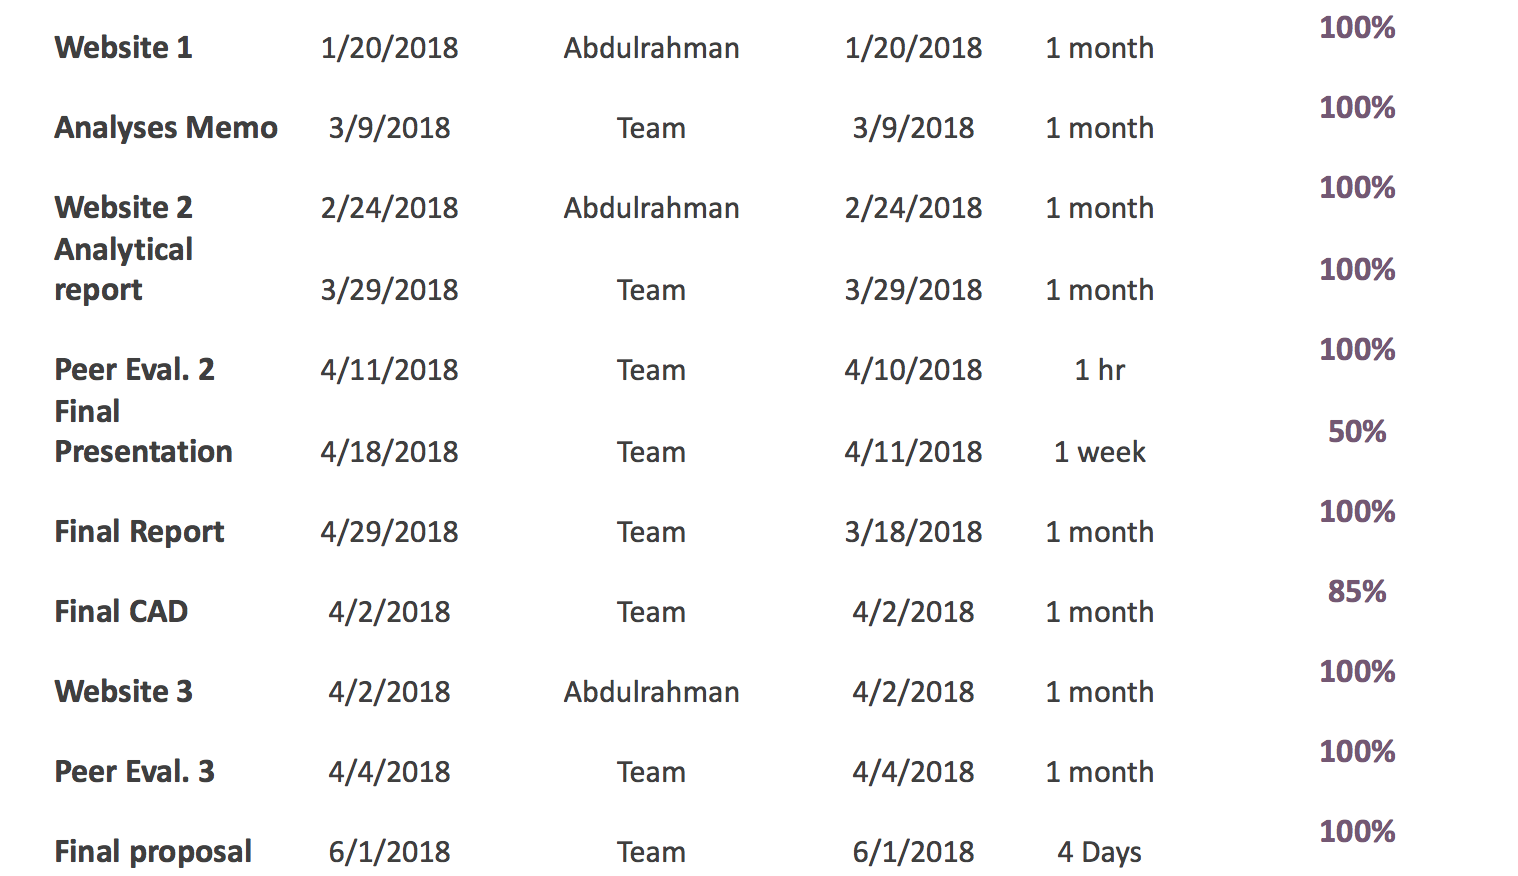 Website 1 1/20/2018 Abdulrahman 1/20/2018 1 month 100%
Analyses Memo 3/9/2018 Team 3/9/2018 1 month 100%
Website 2 2/24/2018 Abdulrahman 2/24/2018 1 month 100%
Analytical
report 3/29/2018 Team 3/29/2018 1 month 100%
Peer Eval. 2 4/11/2018 Team 4/10/2018 1 hr 100%
Final
Presentation 4/18/2018 Team 4/11/2018 1 week 50%
Final Report 4/29/2018 Team 3/18/2018 1 month 100%
Final CAD 4/2/2018 Team 4/2/2018 1 month 85%
Website 3 4/2/2018 Abdulrahman 4/2/2018 1 month 100%
Peer Eval. 3 4/4/2018 Team 4/4/2018 1 month 100%
Final proposal 6/1/2018 Team 6/1/2018 4 Days 100%